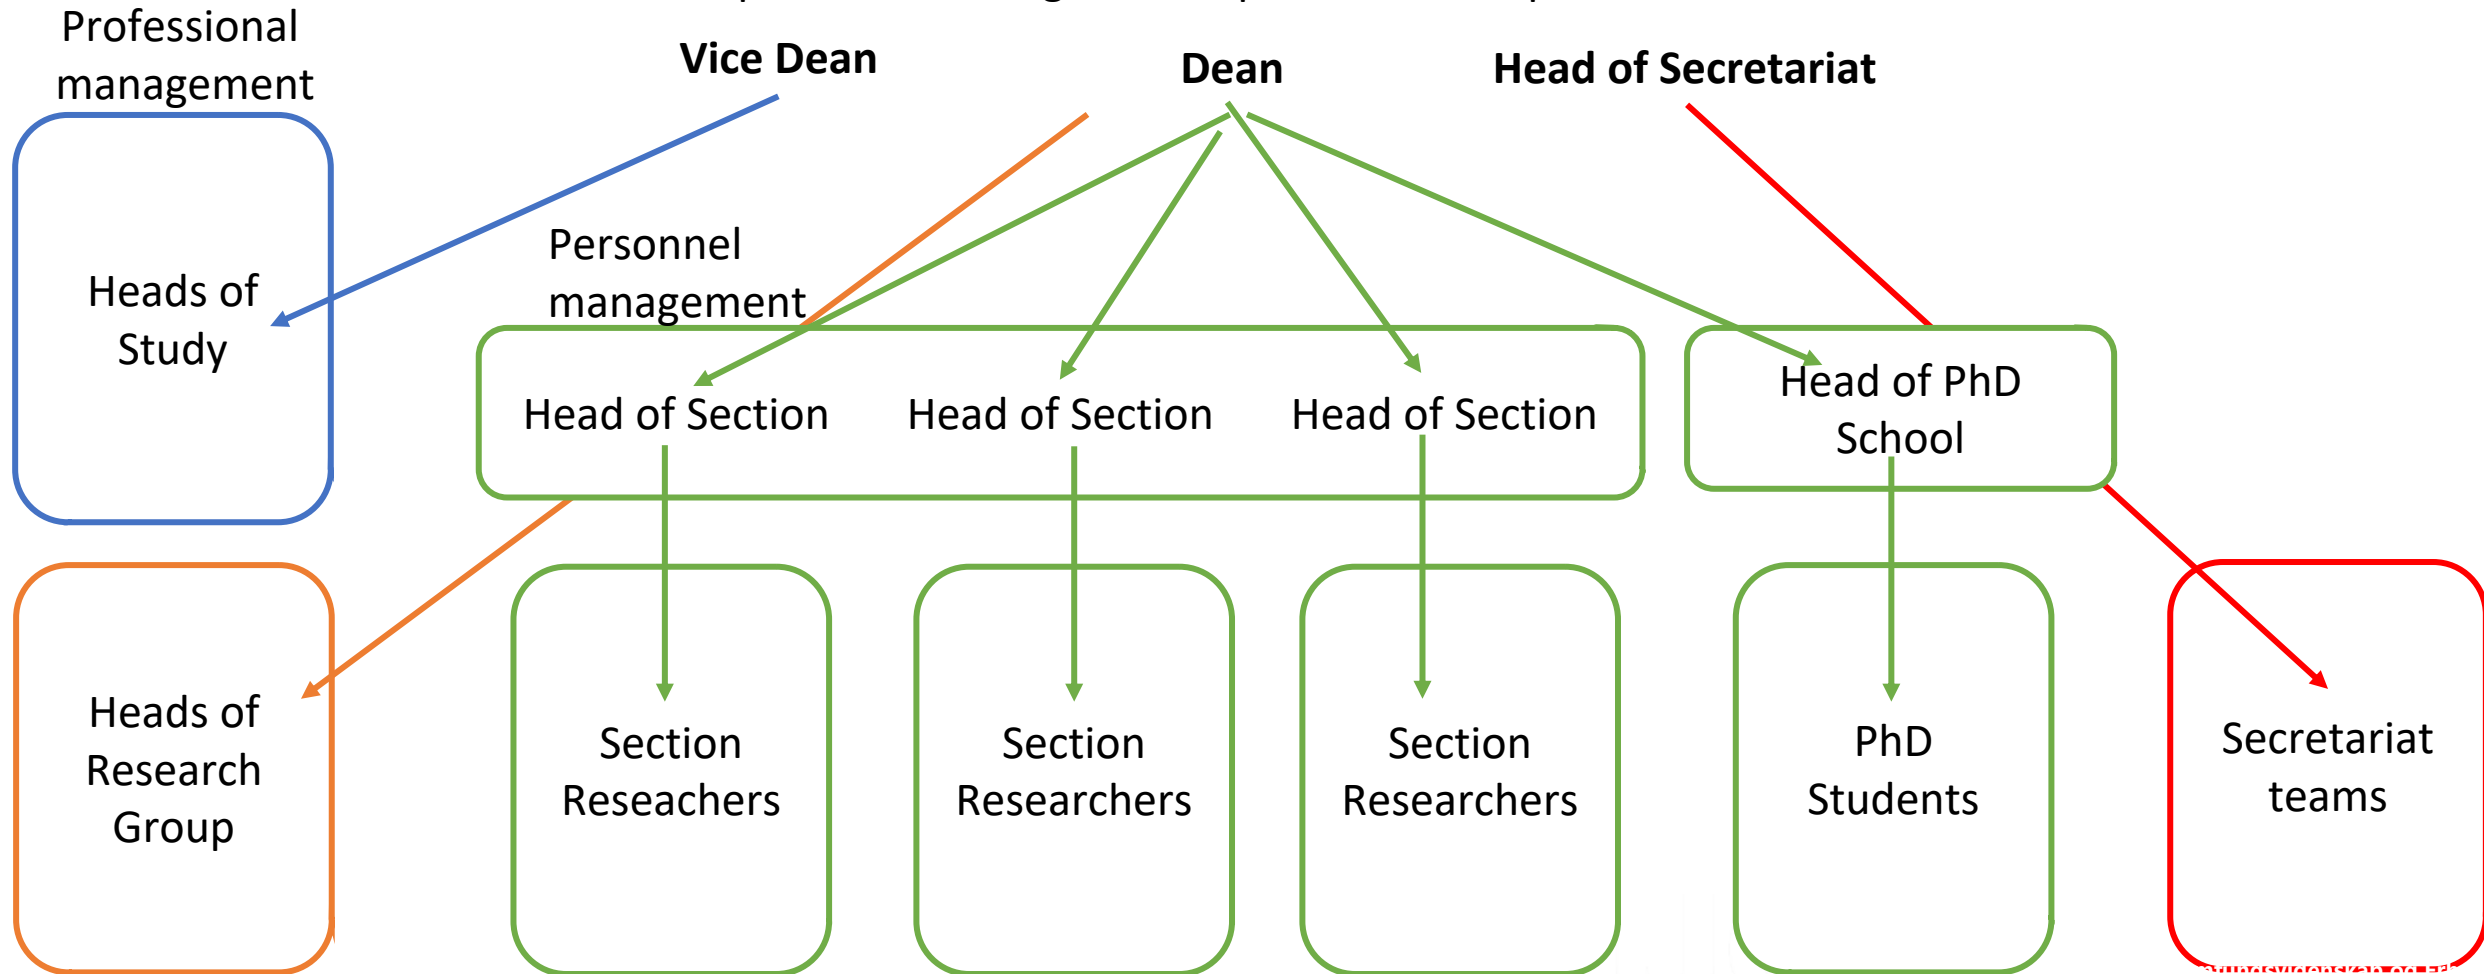 Professional
management
Vice Dean
Dean
Head of Secretariat
Personnel
management
Heads of
Study
Head of Section
Head of Section
Head of Section
Head of PhD
School
Heads of
Research
Group
Section
Reseachers
Section
Researchers
Section
Researchers
PhD
Students
Secretariat
teams